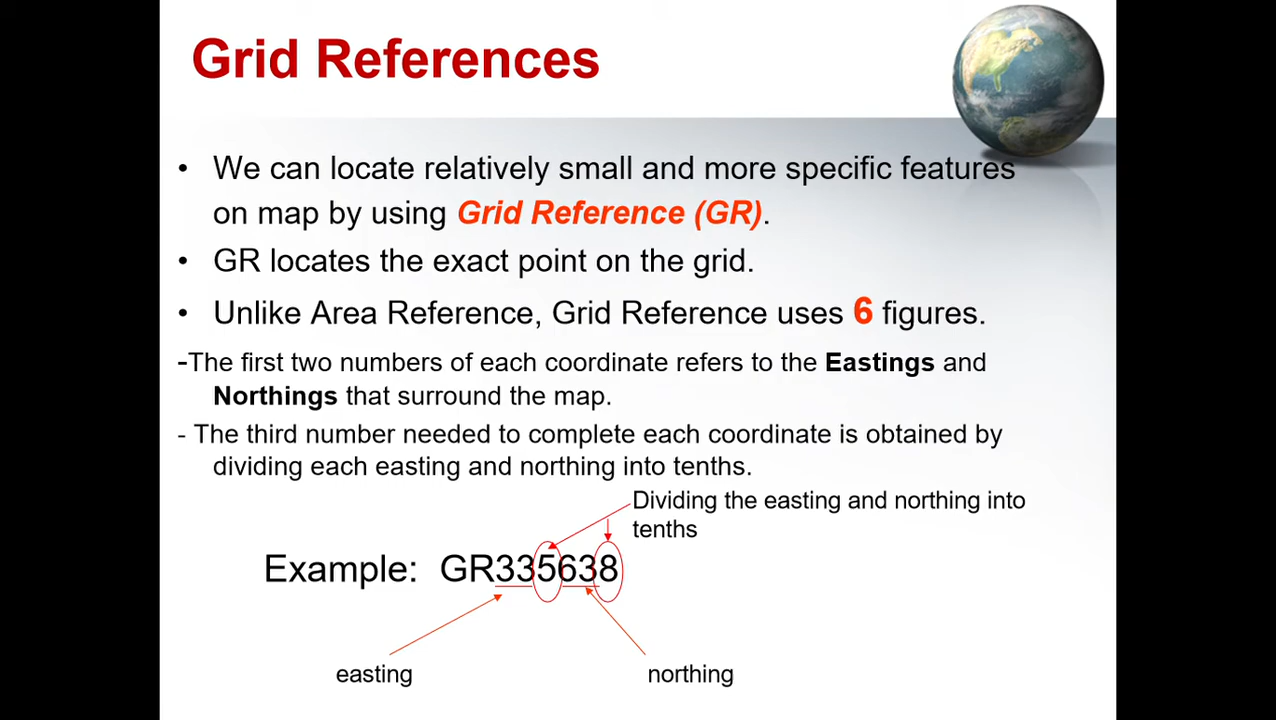 Grid References
• We can locate relatively small and more specific features
on map by using Grid Reference (GR).
• GR locates the exact point on the grid.
• Unlike Area Reference, Grid Reference uses 6 figures.
-The first two numbers of each coordinate refers to the Eastings and
Northings that surround the map.
- The third number needed to complete each coordinate is obtained by
dividing each easting and northing into tenths.
Dividing the easting and northing into
tenths
Example: GR335638
easting
northing